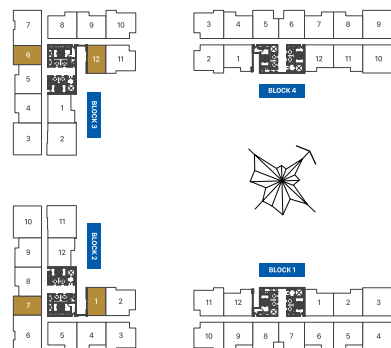 7 8 9 10
6 12 11
5
4 1
3 2
BLOCK 3
3 4 5 6 7 8 9
2 1 12 11 10
BLOCK 4
10 11
9 12
8
7 1 2
6 5 4 3
BLOCK 2
BLOCK 1
11 12 1 2 3
10 9 8 7 6 5 4